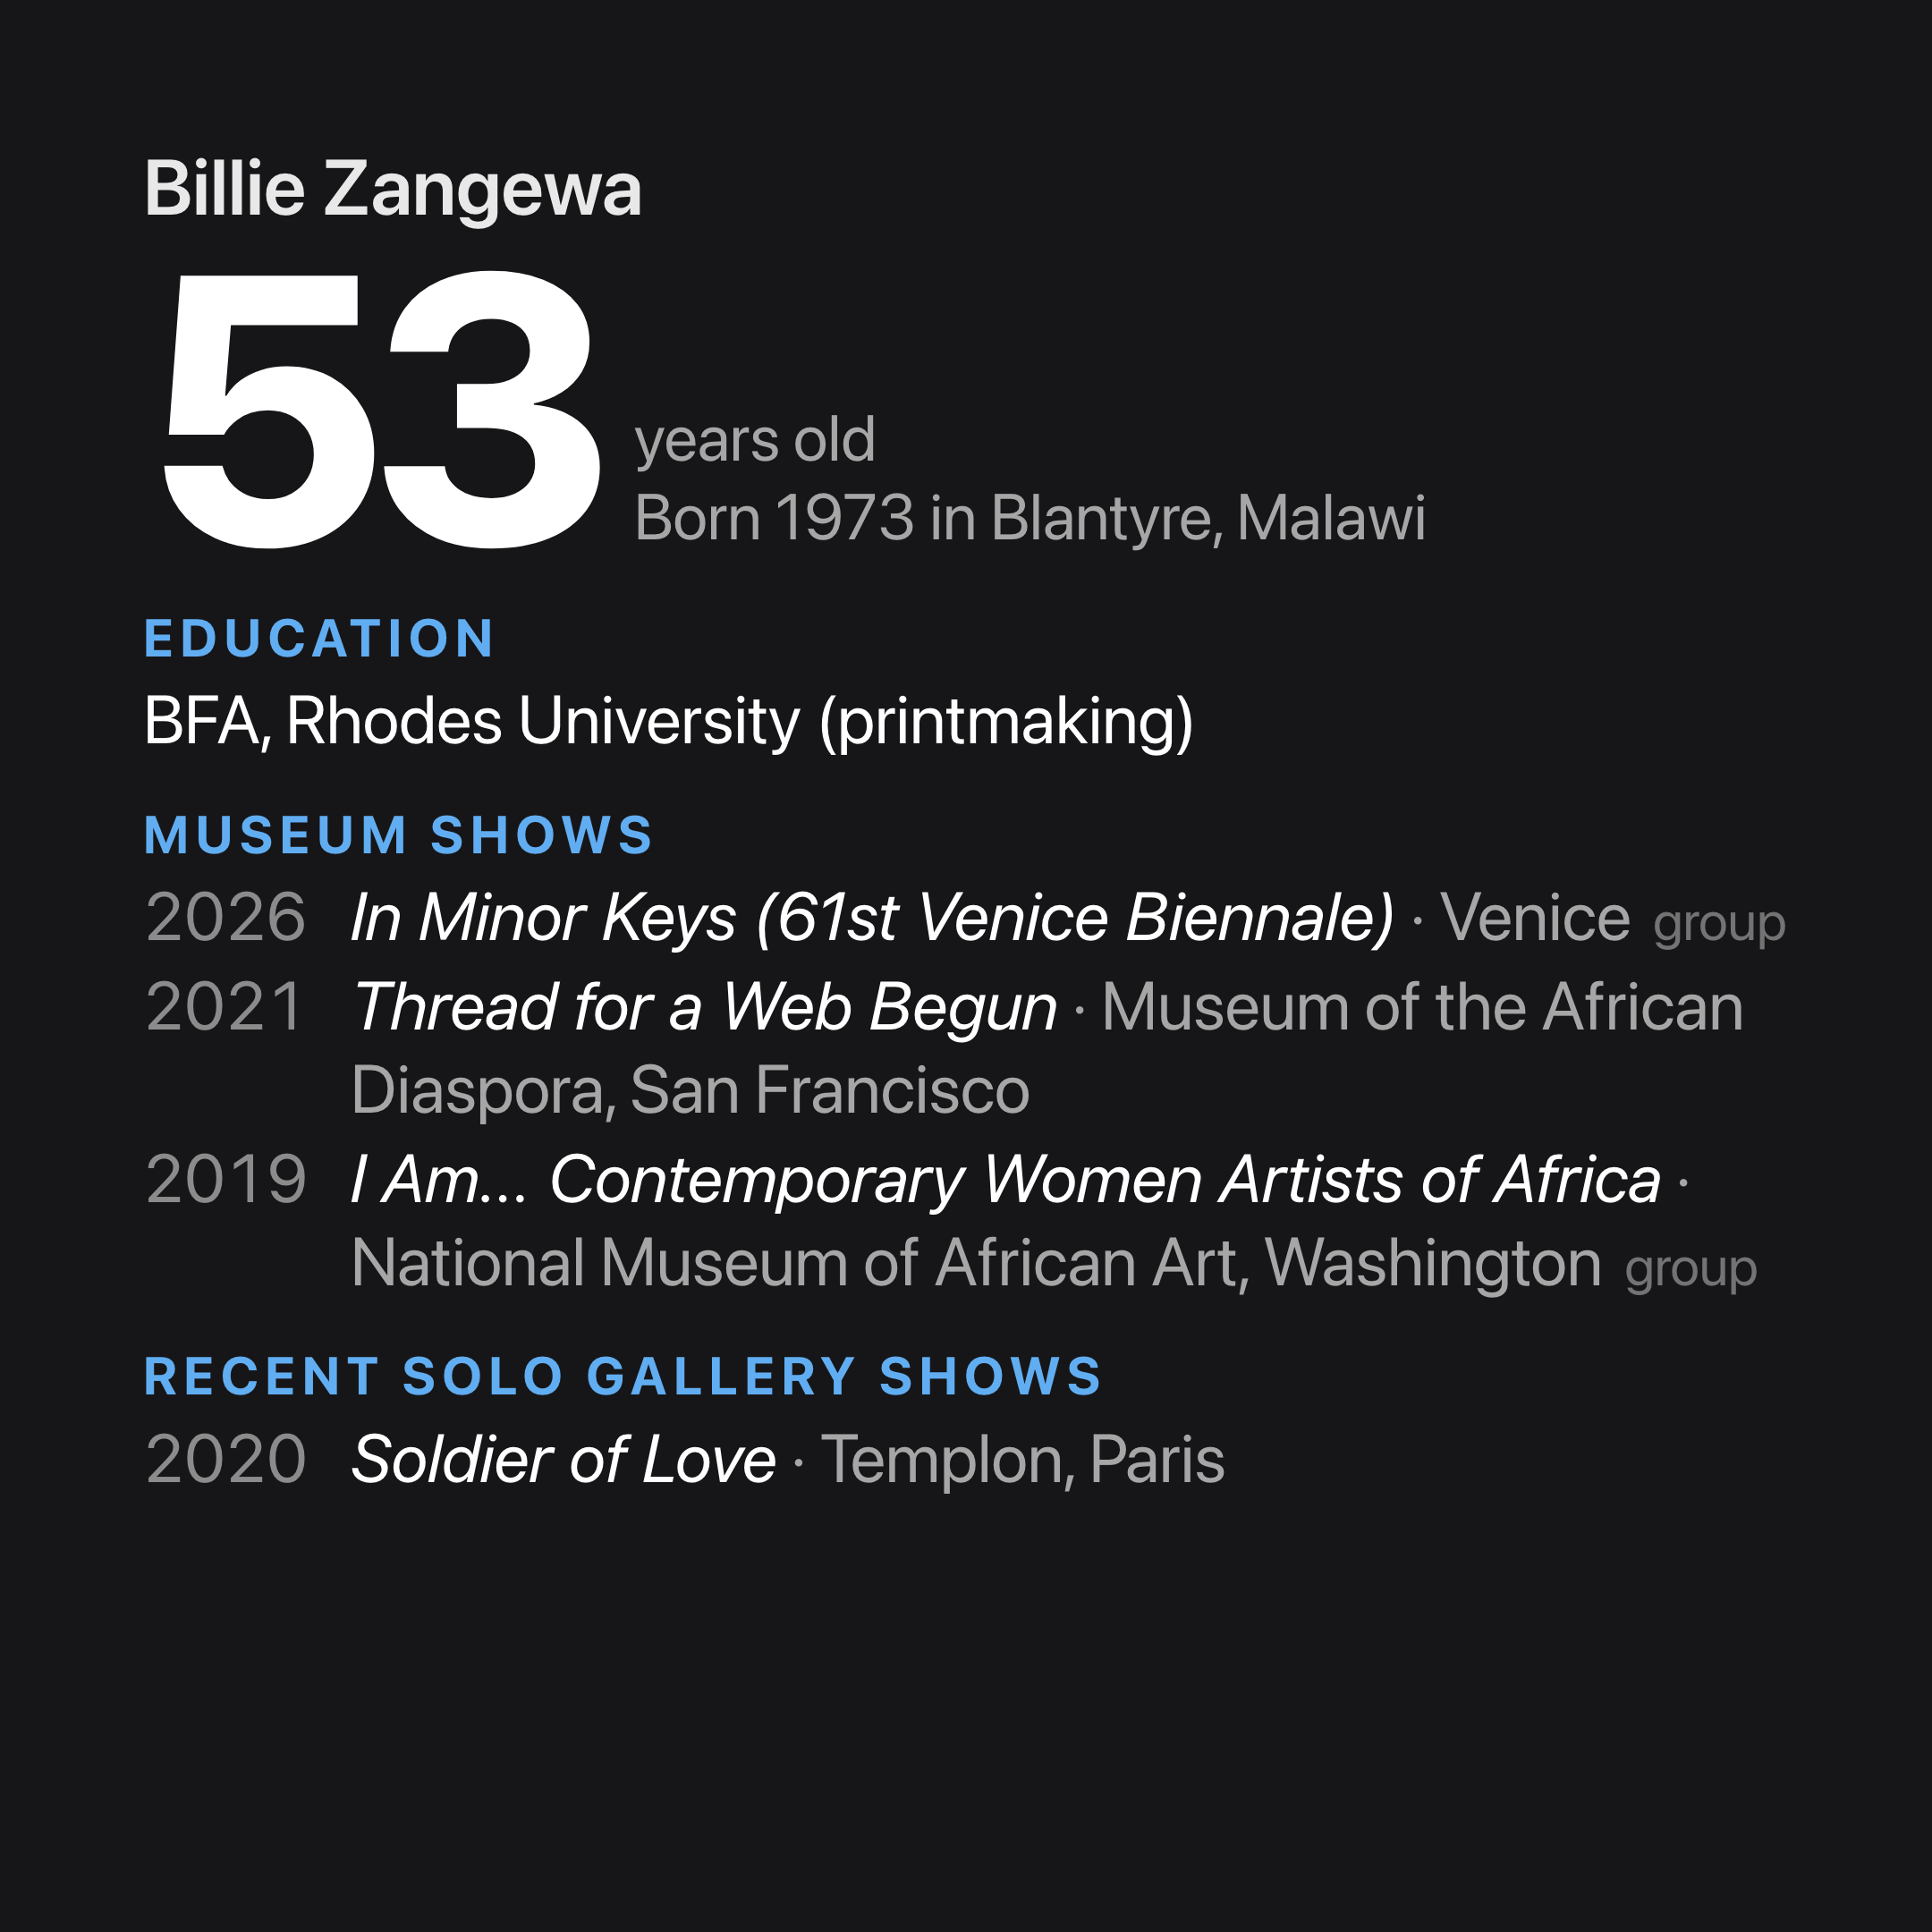 Billie Zangewa
53
years old
Born 1973 in Blantyre, Malawi
EDUCATION
BFA, Rhodes University (printmaking)
MUSEUM SHOWS
2026 In Minor Keys (61st Venice Biennale) · Venice group
2021 Thread for a Web Begun · Museum of the African
Diaspora, San Francisco
2019 I Am... Contemporary Women Artists of Africa ·
National Museum of African Art, Washington group
RECENT SOLO GALLERY SHOWS
2020 Soldier of Love · Templon, Paris